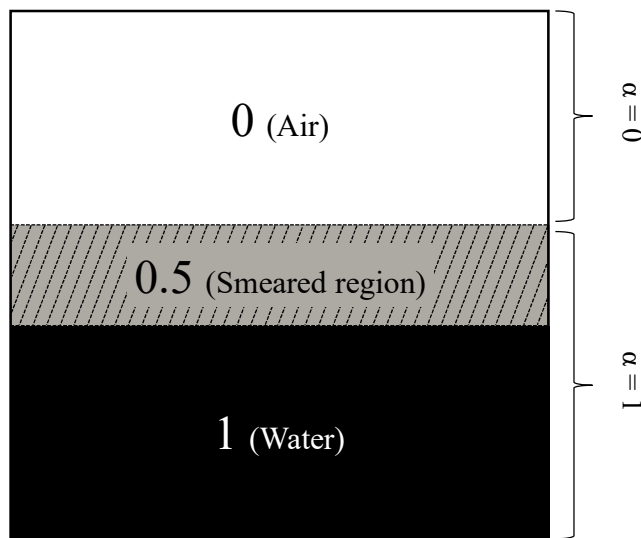 0 (Air)
α = 0
0.5 (Smeared region)
1 (Water)
α = 1